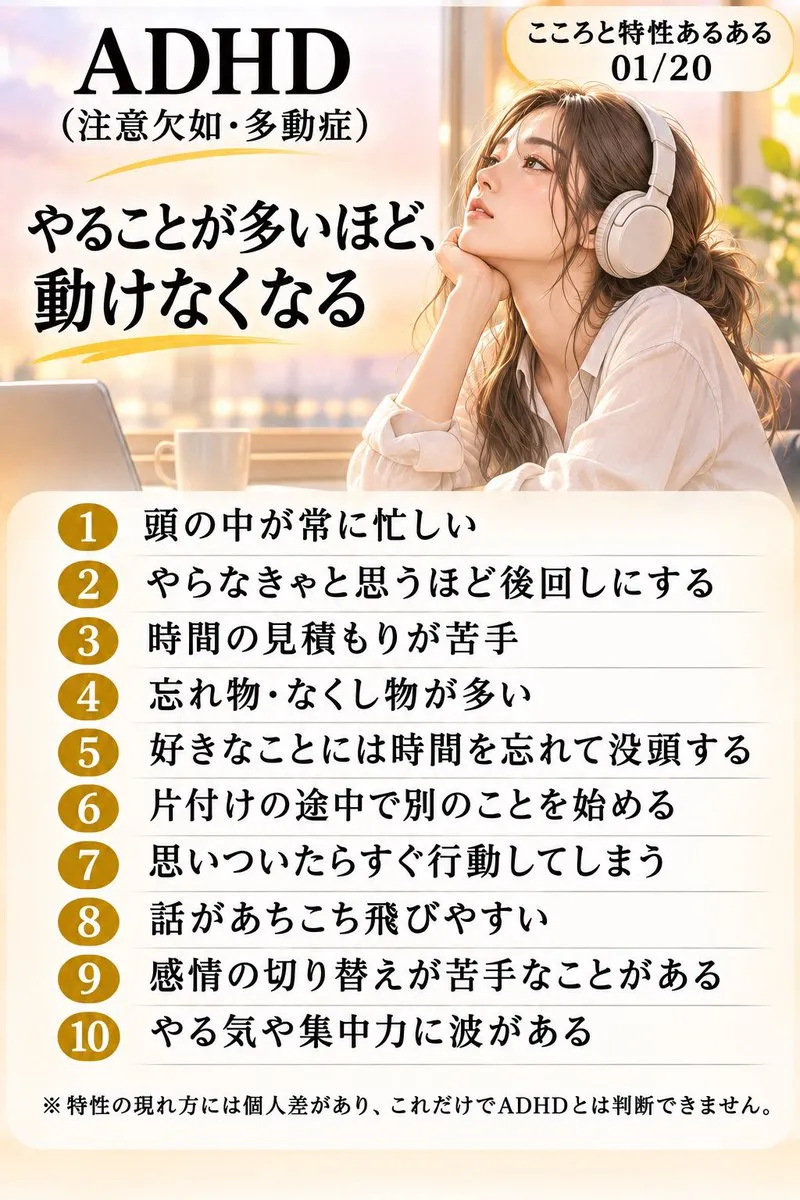 ADHD
(注意欠如・多動症)
こころと特性あるある
01/20
やることが多いほど、
動けなくなる
1 頭の中が常に忙しい
2 やらなきゃと思うほど後回しにする
3 時間の見積もりが苦手
4 忘れ物・なくし物が多い
5 好きなことには時間を忘れて没頭する
6 片付けの途中で別のことを始める
7 思いついたらすぐ行動してしまう
8 話があちこち飛びやすい
9 感情の切り替えが苦手なことがある
10 やる気や集中力に波がある
※ 特性の現れ方には個人差があり、これだけでADHDとは判断できません。